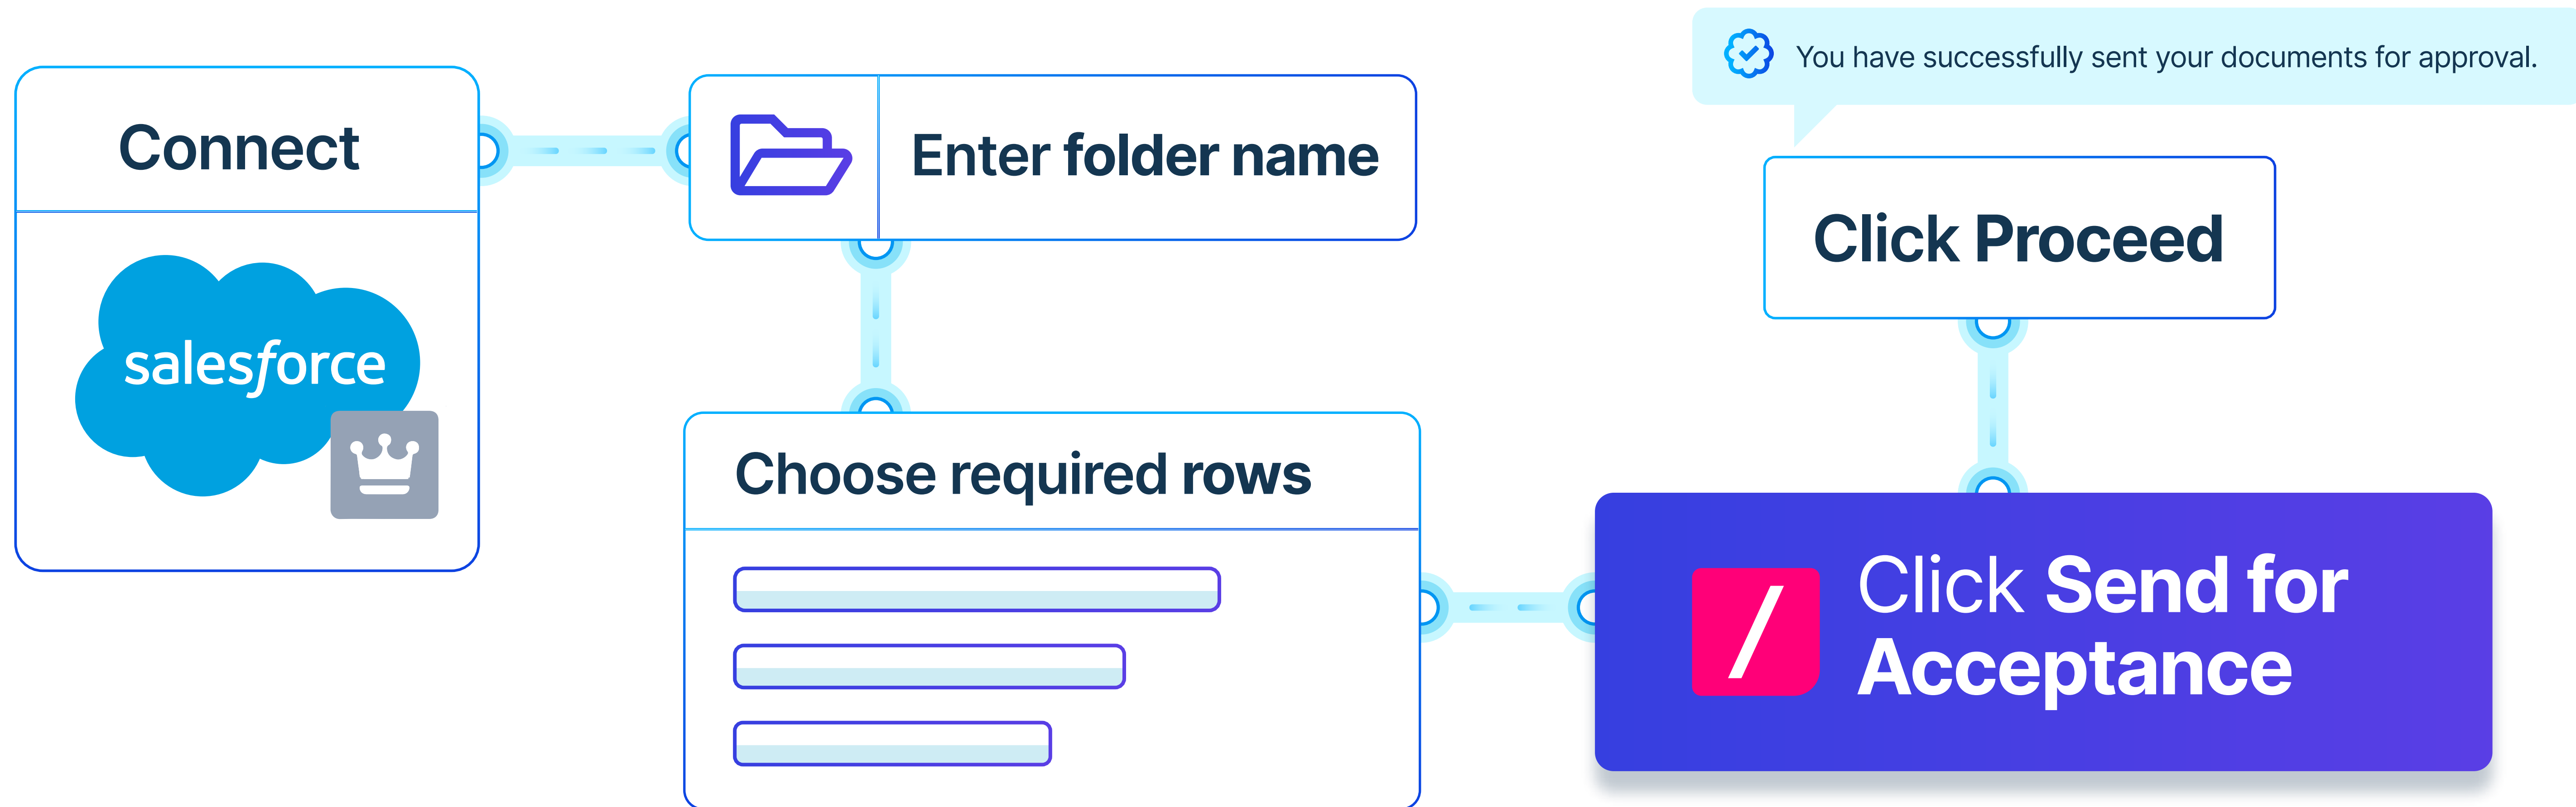 Connect
salesforce
Enter folder name
Choose required rows
You have successfully sent your documents for approval.
Click Proceed
Click Send for
Acceptance